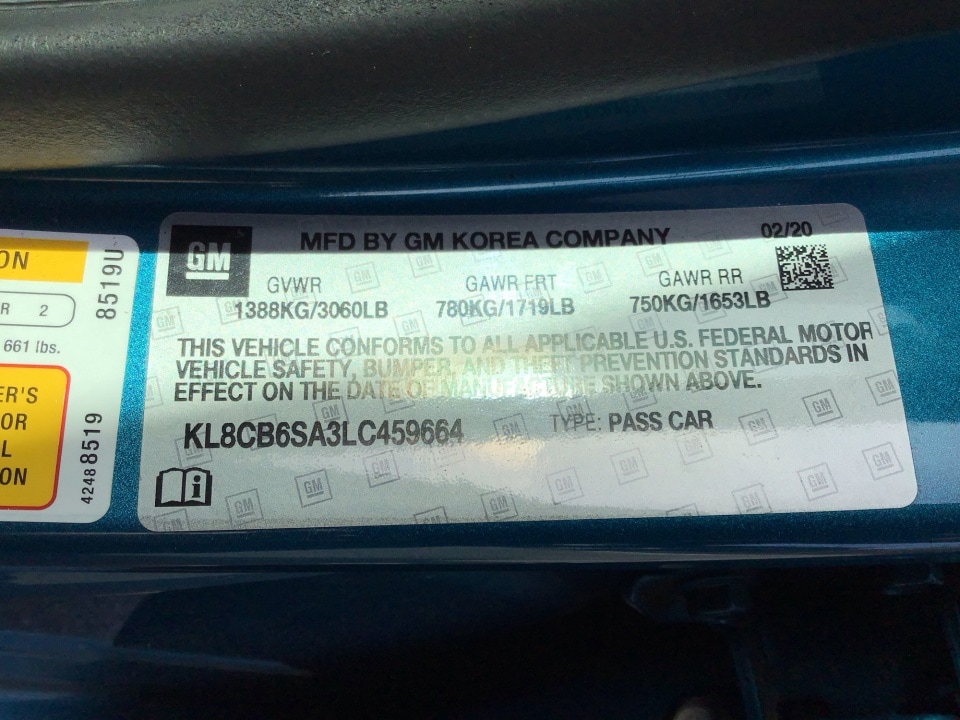 ON
R 2
661 lbs.
ER'S
OR
L
ON
8519U
42488519
GM
MFD BY GM KOREA COMPANY
02/20
GVWR GAWR FRT GAWR RR
1388KG/3060LB 780KG/1719LB 750KG/1653LB
THIS VEHICLE CONFORMS TO ALL APPLICABLE U.S. FEDERAL MOTOR
VEHICLE SAFETY, BUMPER, AND THEFT PREVENTION STANDARDS IN
EFFECT ON THE DATE OF MANUFACTURE SHOWN ABOVE.
KL8CB6SA3LC459664 TYPE: PASS CAR
i